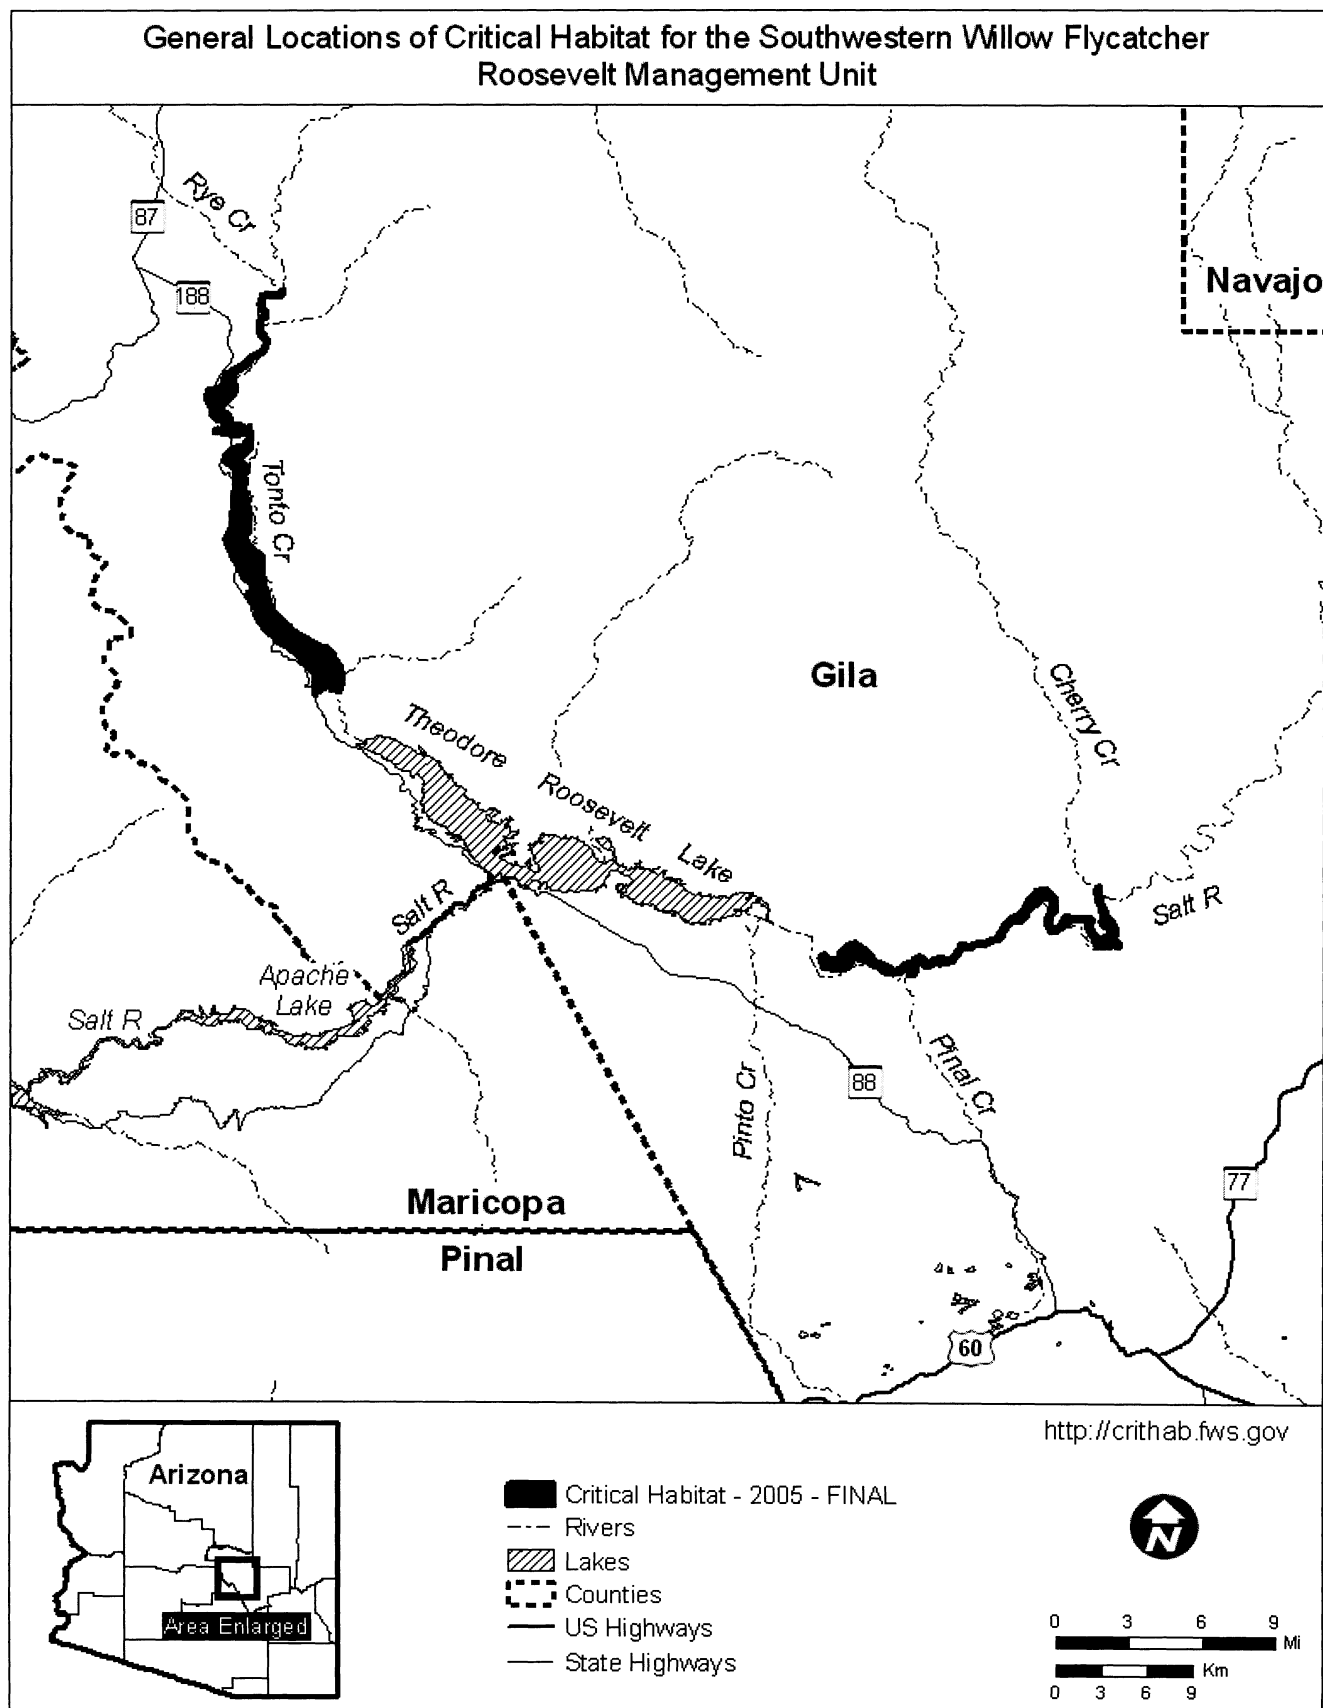 General Locations of Critical Habitat for the Southwestern Willow Flycatcher
Roosevelt Management Unit
Rye Cr
87
188
Navajo
Tonto Cr
Gila
Cherry Cr
Theodore
Roosevelt
Lake
Salt R
Salt R
Apache
Lake
Salt R
Pinal Cr
Pinto Cr
88
77
Maricopa
Pinal
60
http://crithab.fws.gov
Arizona
Area Enlarged
Critical Habitat - 2005 - FINAL
Rivers
Lakes
Counties
US Highways
State Highways
N
0 3 6 9
Mi
Km
0 3 6 9